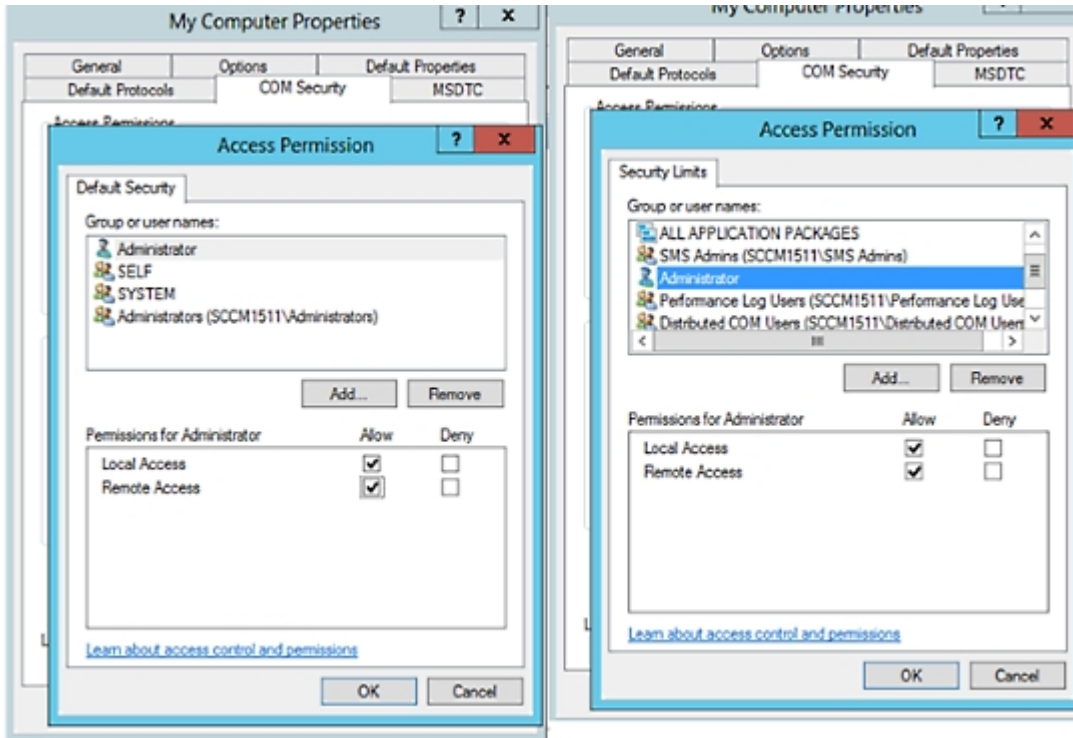 My Computer Properties
? x
General Options Default Properties
Default Protocols COM Security MSDTC
Access Permissions
Access Permission
? x
Default Security
Group or user names:
Administrator
SELF
SYSTEM
Administrators (SCCM1511\Administrators)
Add...
Remove
Permissions for Administrator Allow Deny
Local Access
Remote Access
Learn about access control and permissions
OK
Cancel
My Computer Properties
General Options Default Properties
Default Protocols COM Security MSDTC
Access Permissions
Access Permission
? x
Security Limits
Group or user names:
ALL APPLICATION PACKAGES
SMS Admins (SCCM1511\SMS Admins)
Administrator
Performance Log Users (SCCM1511\Performance Log Use
Distributed COM Users (SCCM1511\Distributed COM Users
Add...
Remove
Permissions for Administrator Allow Deny
Local Access
Remote Access
Learn about access control and permissions
OK
Cancel